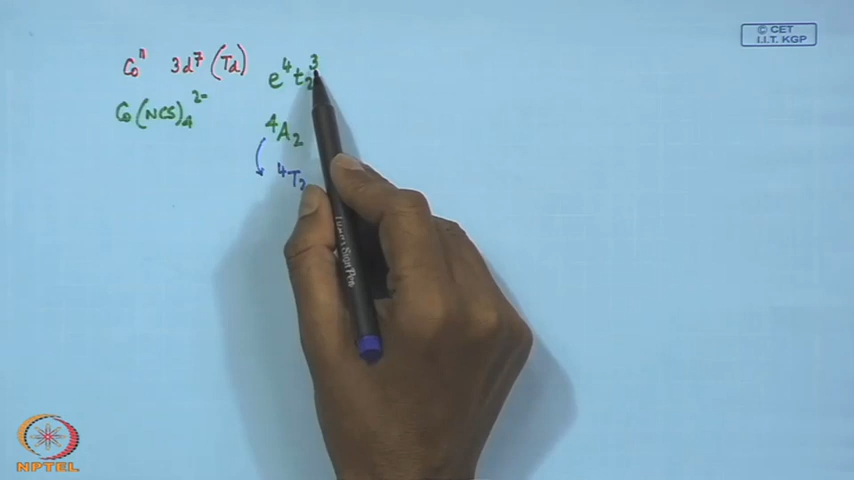 Co^II 3d^7 (Td) e^4 t_2^3
Co(NCS)_4^2-
^4A_2
^4T_2
© CET
I.I.T. KGP
NPTEL